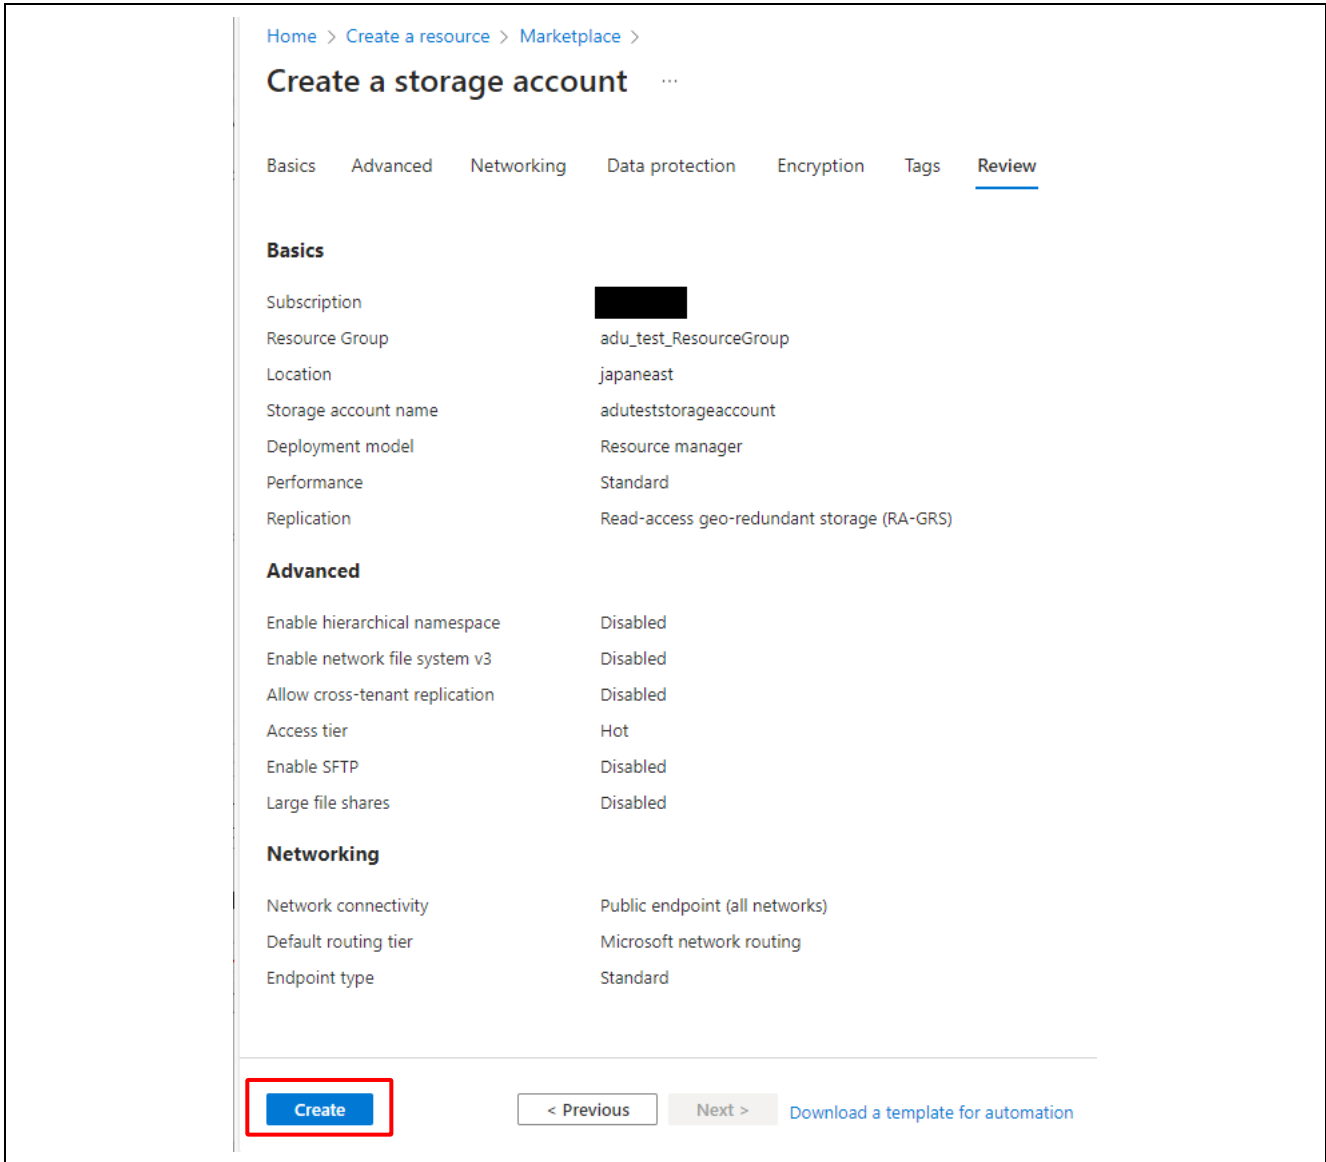 Home > Create a resource > Marketplace >
Create a storage account ...
Basics Advanced Networking Data protection Encryption Tags Review
Basics
Subscription
Resource Group adu_test_ResourceGroup
Location japaneast
Storage account name aduteststorageaccount
Deployment model Resource manager
Performance Standard
Replication Read-access geo-redundant storage (RA-GRS)
Advanced
Enable hierarchical namespace Disabled
Enable network file system v3 Disabled
Allow cross-tenant replication Disabled
Access tier Hot
Enable SFTP Disabled
Large file shares Disabled
Networking
Network connectivity Public endpoint (all networks)
Default routing tier Microsoft network routing
Endpoint type Standard
Create < Previous Next > Download a template for automation